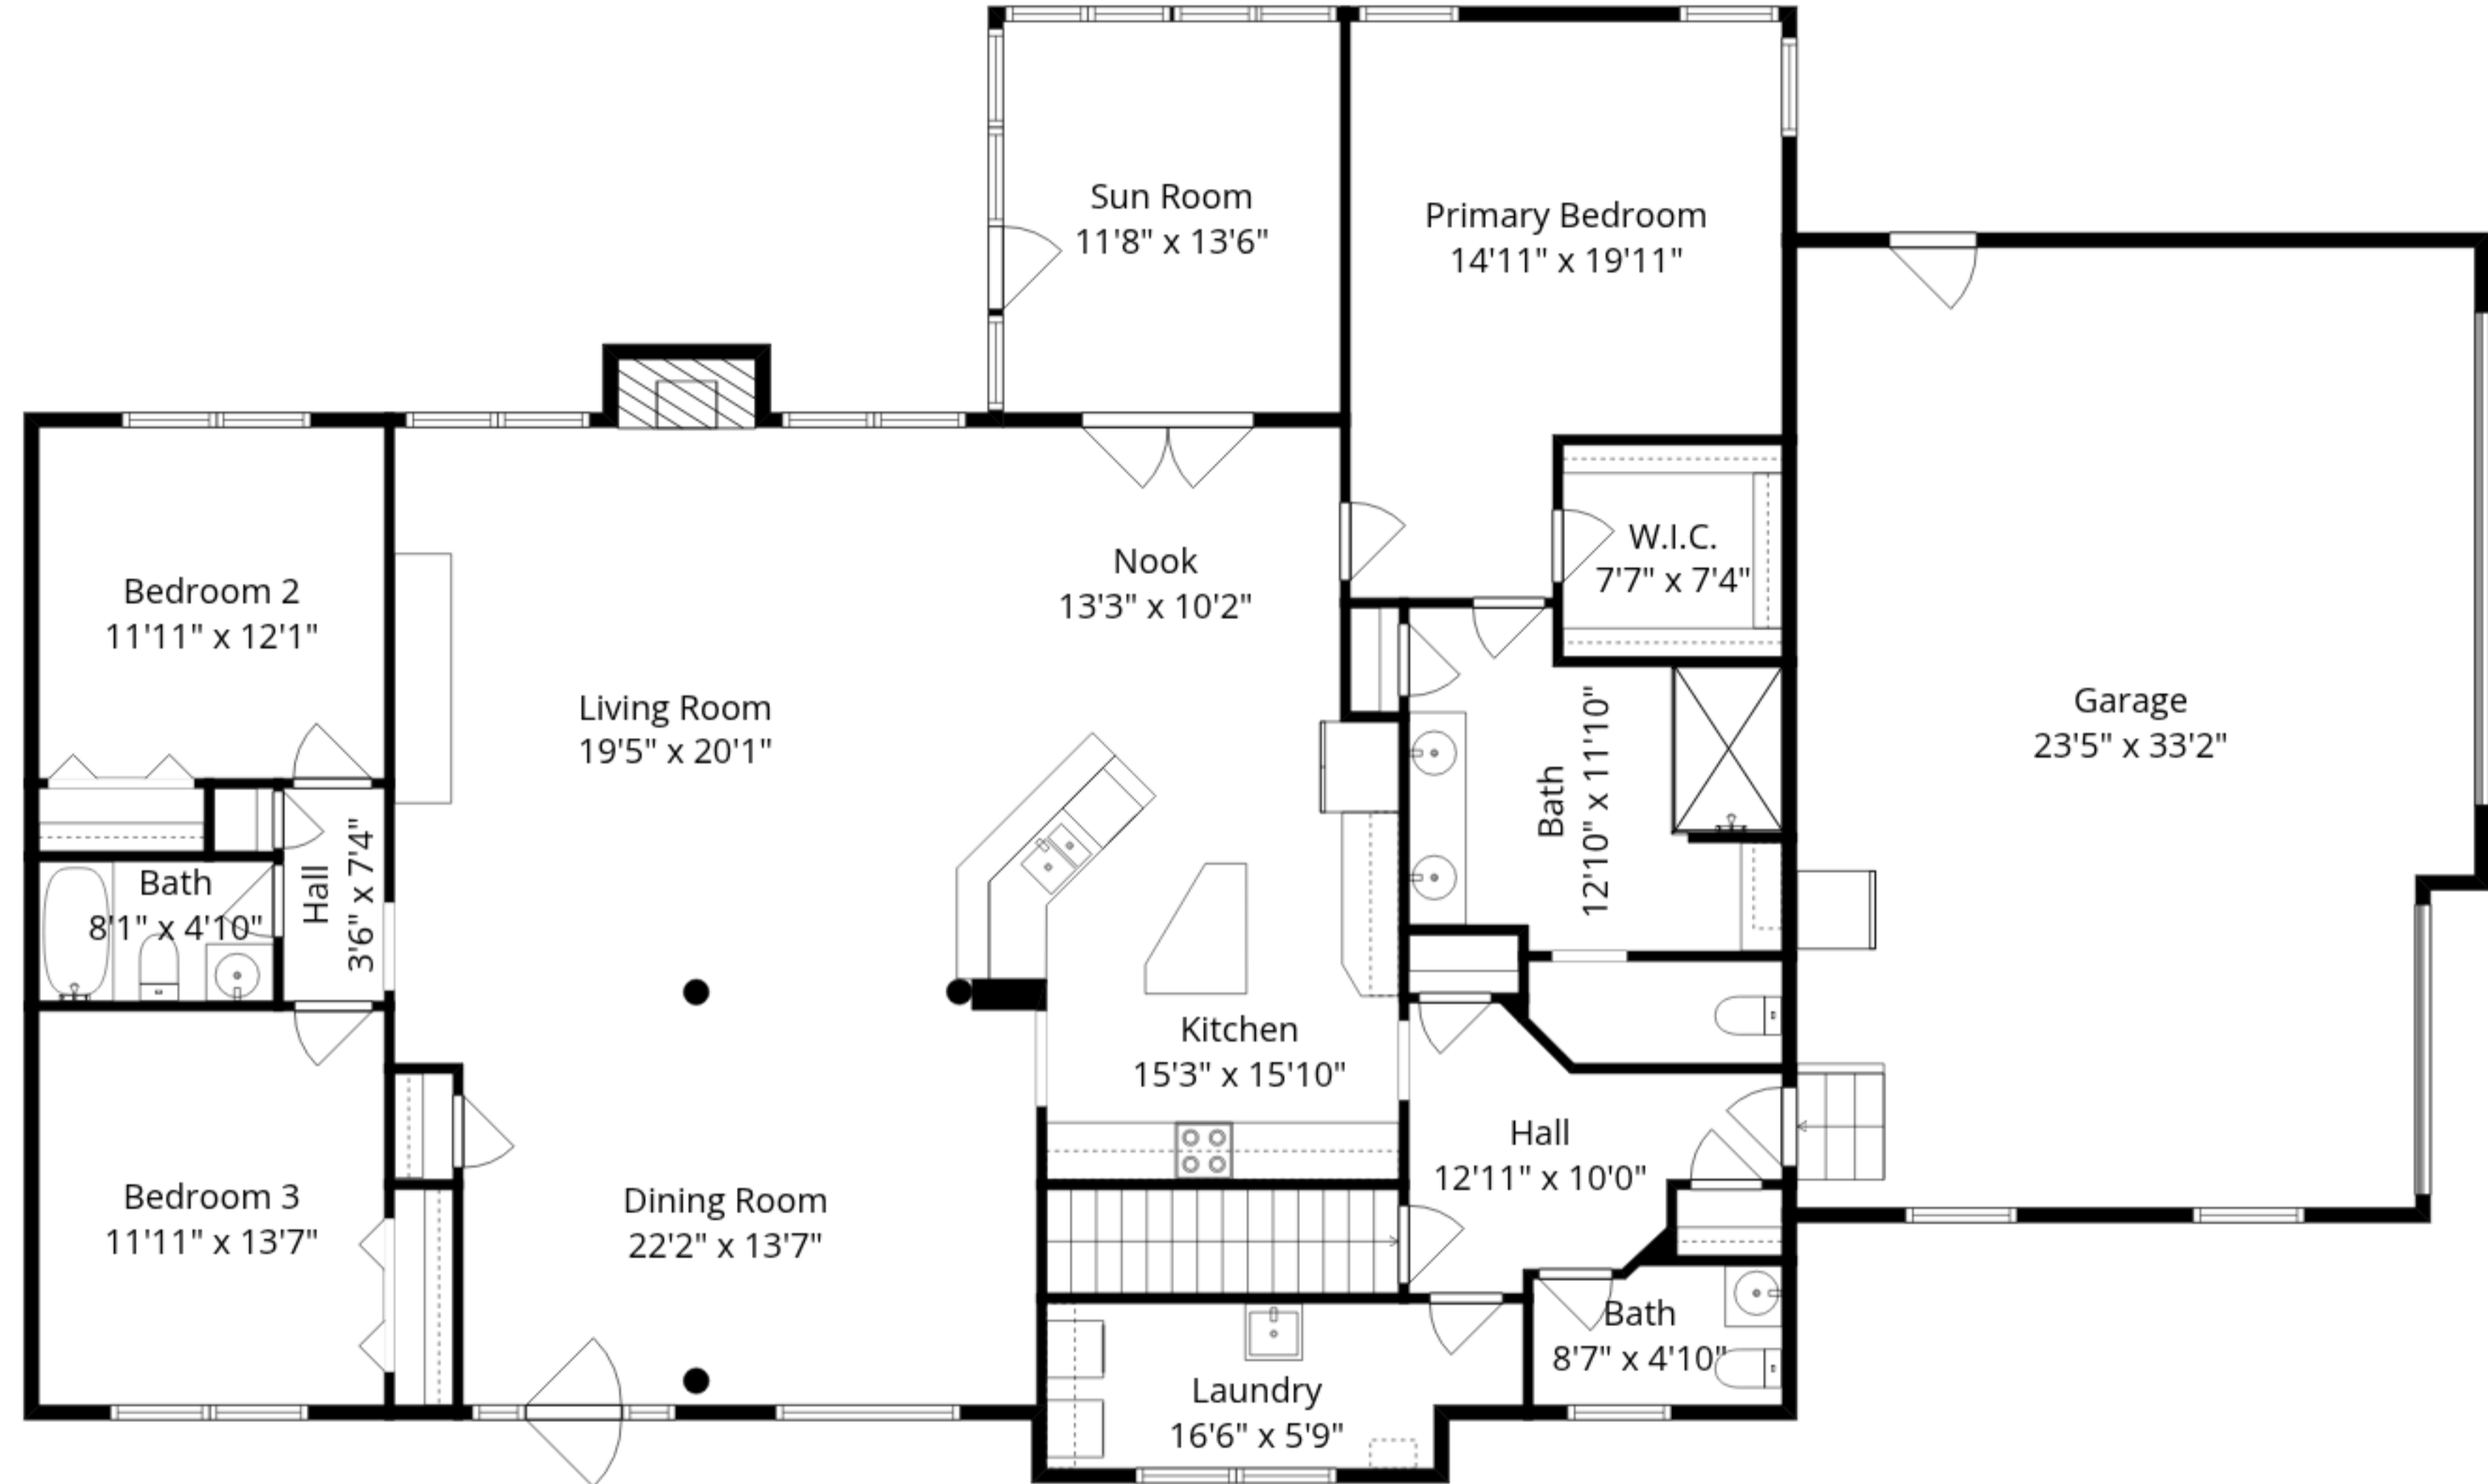 Sun Room
11'8" x 13'6"
Primary Bedroom
14'11" x 19'11"
Nook
13'3" x 10'2"
W.I.C.
7'7" x 7'4"
Bedroom 2
11'11" x 12'1"
Living Room
19'5" x 20'1"
Garage
23'5" x 33'2"
Bath
12'10" x 11'10"
Bath
8'1" x 4'10"
Hall
3'6" x 7'4"
Kitchen
15'3" x 15'10"
Hall
12'11" x 10'0"
Bedroom 3
11'11" x 13'7"
Dining Room
22'2" x 13'7"
Bath
8'7" x 4'10"
Laundry
16'6" x 5'9"